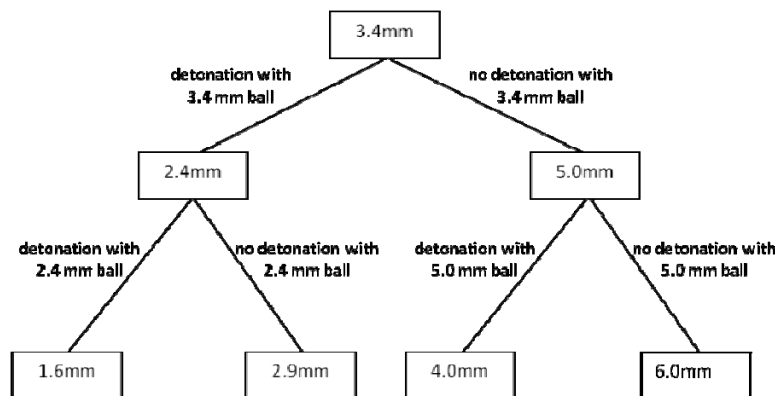 3.4mm
detonation with
3.4 mm ball
no detonation with
3.4 mm ball
2.4mm
5.0mm
detonation with
2.4 mm ball
no detonation with
2.4 mm ball
detonation with
5.0 mm ball
no detonation with
5.0 mm ball
1.6mm
2.9mm
4.0mm
6.0mm